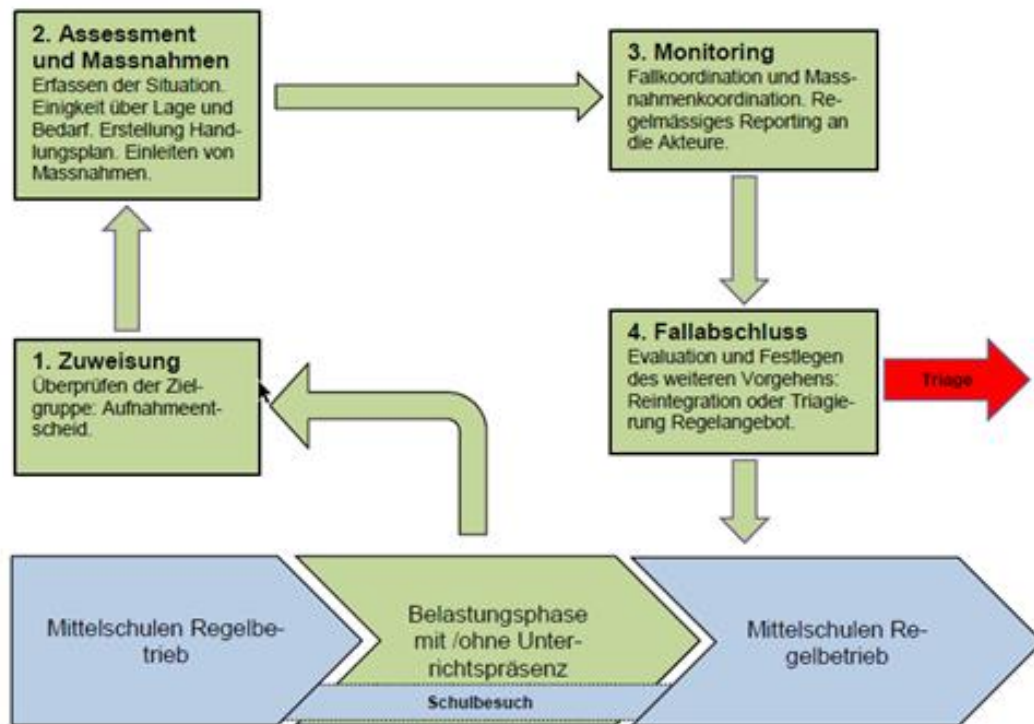 2. Assessment
und Massnahmen
Erfassen der Situation.
Einigkeit über Lage und
Bedarf. Erstellung Hand-
lungsplan. Einleiten von
Massnahmen.
3. Monitoring
Fallkoordination und Mass-
nahmenkoordination. Re-
gelmässiges Reporting an
die Akteure.
1. Zuweisung
Überprüfen der Ziel-
gruppe: Aufnahmeent-
scheid.
4. Fallabschluss
Evaluation und Festlegen
des weiteren Vorgehens:
Reintegration oder Triagie-
rung Regelangebot.
Triage
Mittelschulen Regelbe-
trieb
Belastungsphase
mit /ohne Unter-
richtspräsenz
Schulbesuch
Mittelschulen Re-
gelbetrieb